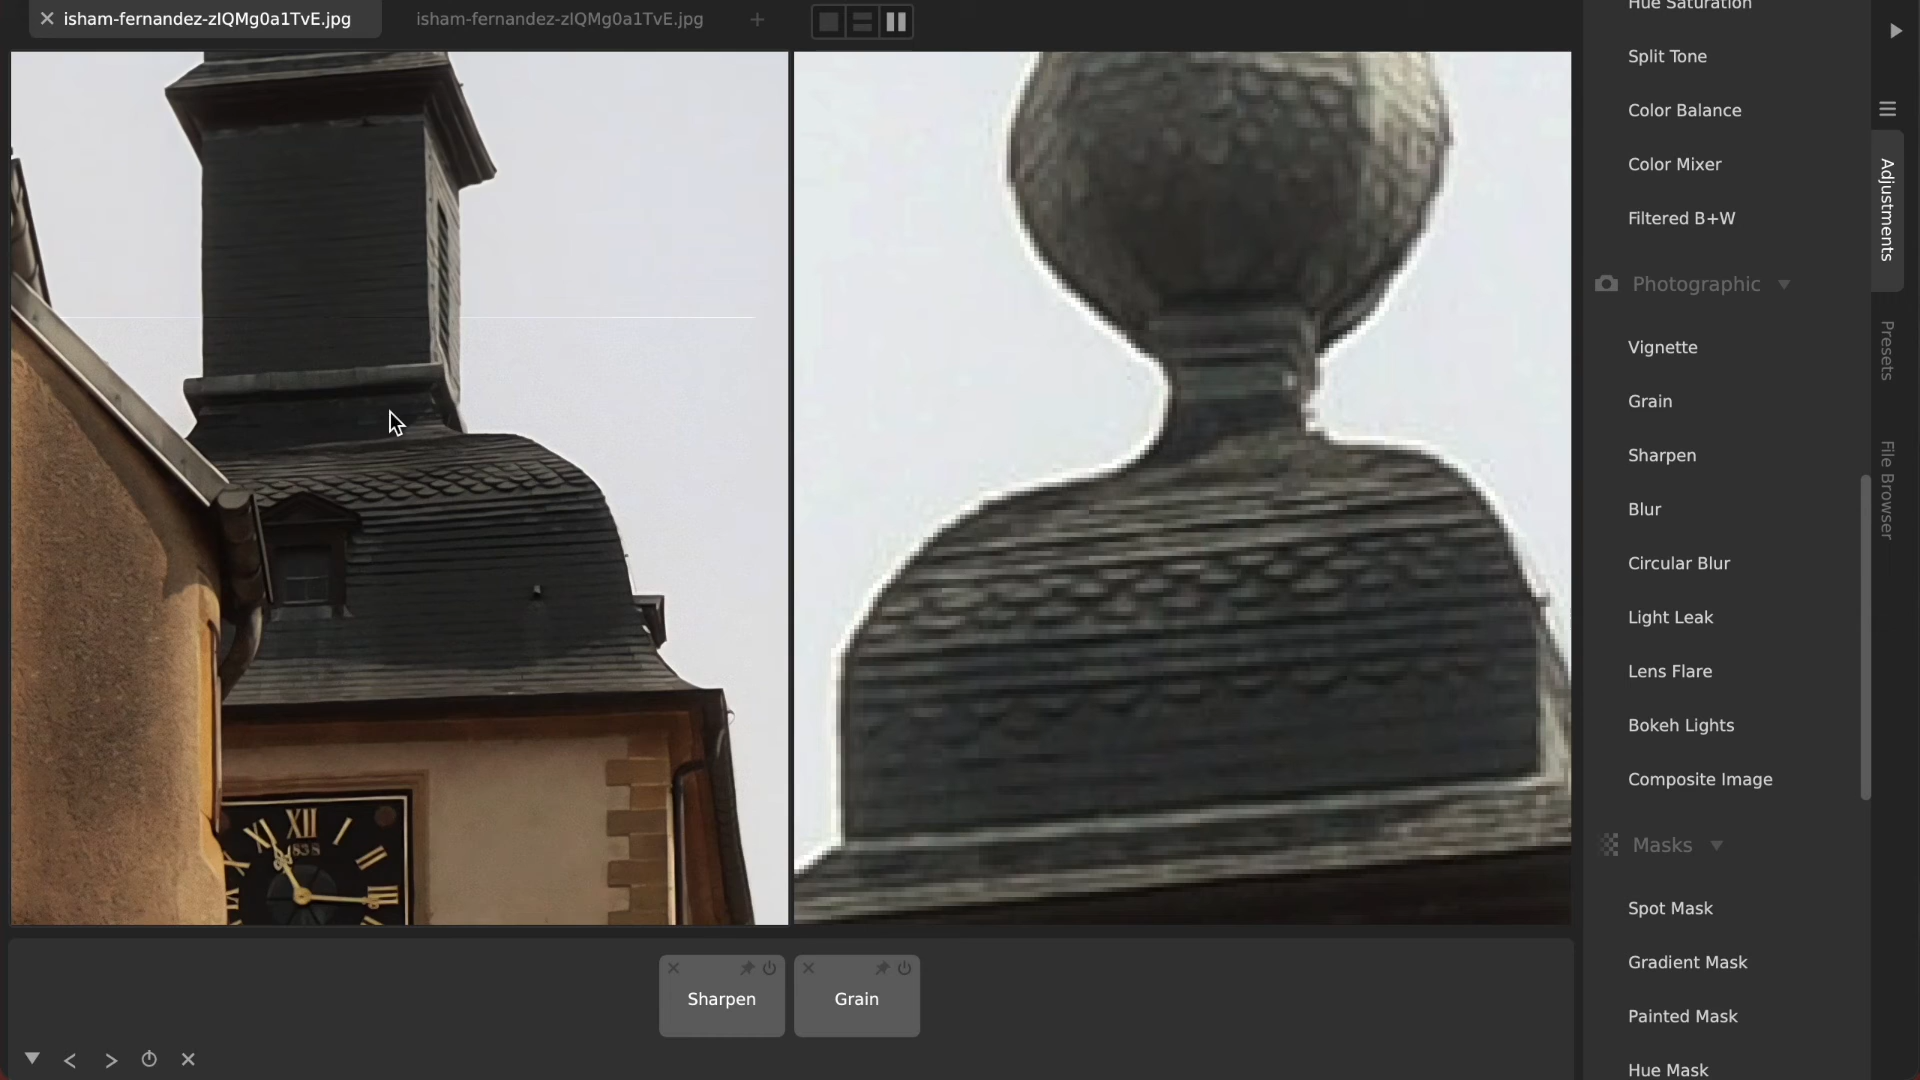 isham-fernandez-zIQMg0a1TvE.jpg
isham-fernandez-zIQMg0a1TvE.jpg
Hue Saturation
Split Tone
Color Balance
Color Mixer
Filtered B+W
Photographic
Vignette
Grain
Sharpen
Blur
Circular Blur
Light Leak
Lens Flare
Bokeh Lights
Composite Image
Masks
Spot Mask
Gradient Mask
Painted Mask
Hue Mask
Adjustments
Presets
File Browser
XII
1838
III
Sharpen
Grain